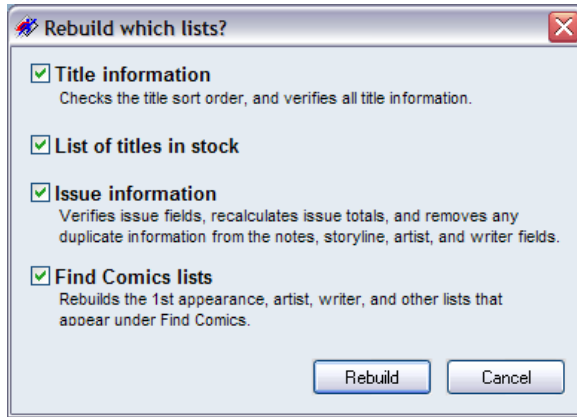 Rebuild which lists?
Title information
Checks the title sort order, and verifies all title information.
List of titles in stock
Issue information
Verifies issue fields, recalculates issue totals, and removes any
duplicate information from the notes, storyline, artist, and writer fields.
Find Comics lists
Rebuilds the 1st appearance, artist, writer, and other lists that
appear under Find Comics.
Rebuild
Cancel